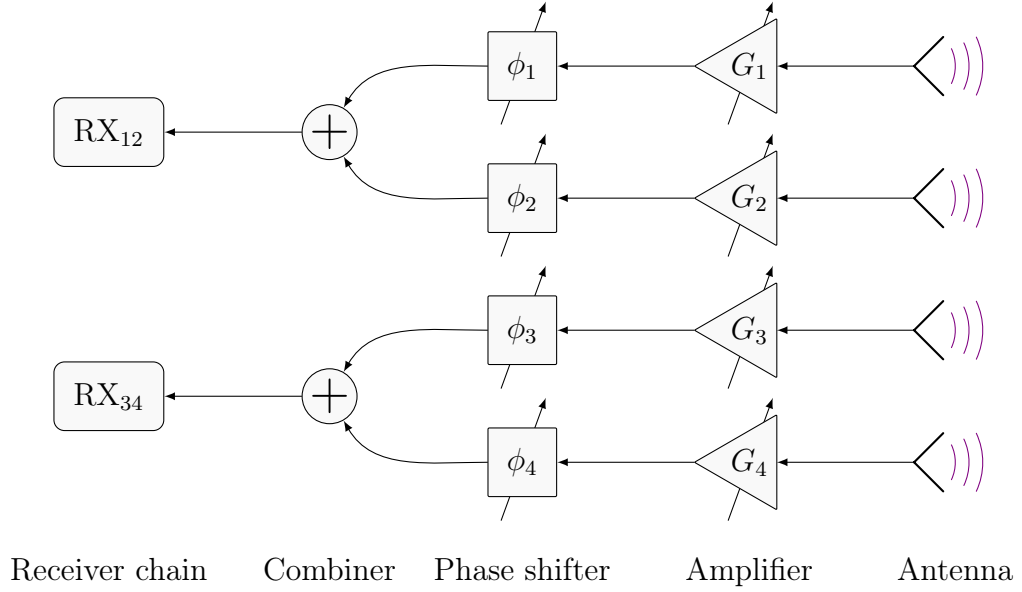 ϕ₁ G₁
RX₁₂
ϕ₂ G₂
ϕ₃ G₃
RX₃₄
ϕ₄ G₄
Receiver chain Combiner Phase shifter Amplifier Antenna